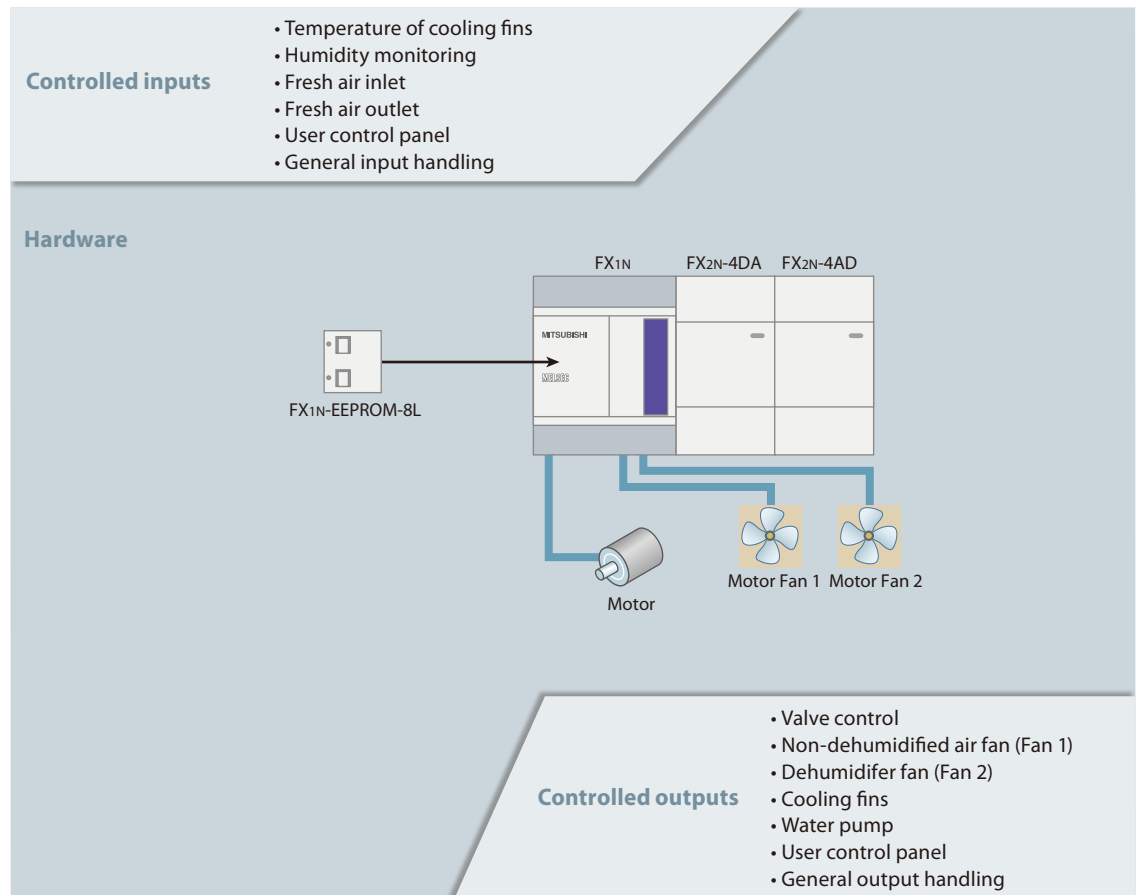 Controlled inputs
• Temperature of cooling fins
• Humidity monitoring
• Fresh air inlet
• Fresh air outlet
• User control panel
• General input handling
Hardware
FX1N
FX2N-4DA
FX2N-4AD
MITSUBISHI
MELSEC
FX1N-EEPROM-8L
Motor
Motor Fan 1
Motor Fan 2
Controlled outputs
• Valve control
• Non-dehumidified air fan (Fan 1)
• Dehumidifer fan (Fan 2)
• Cooling fins
• Water pump
• User control panel
• General output handling